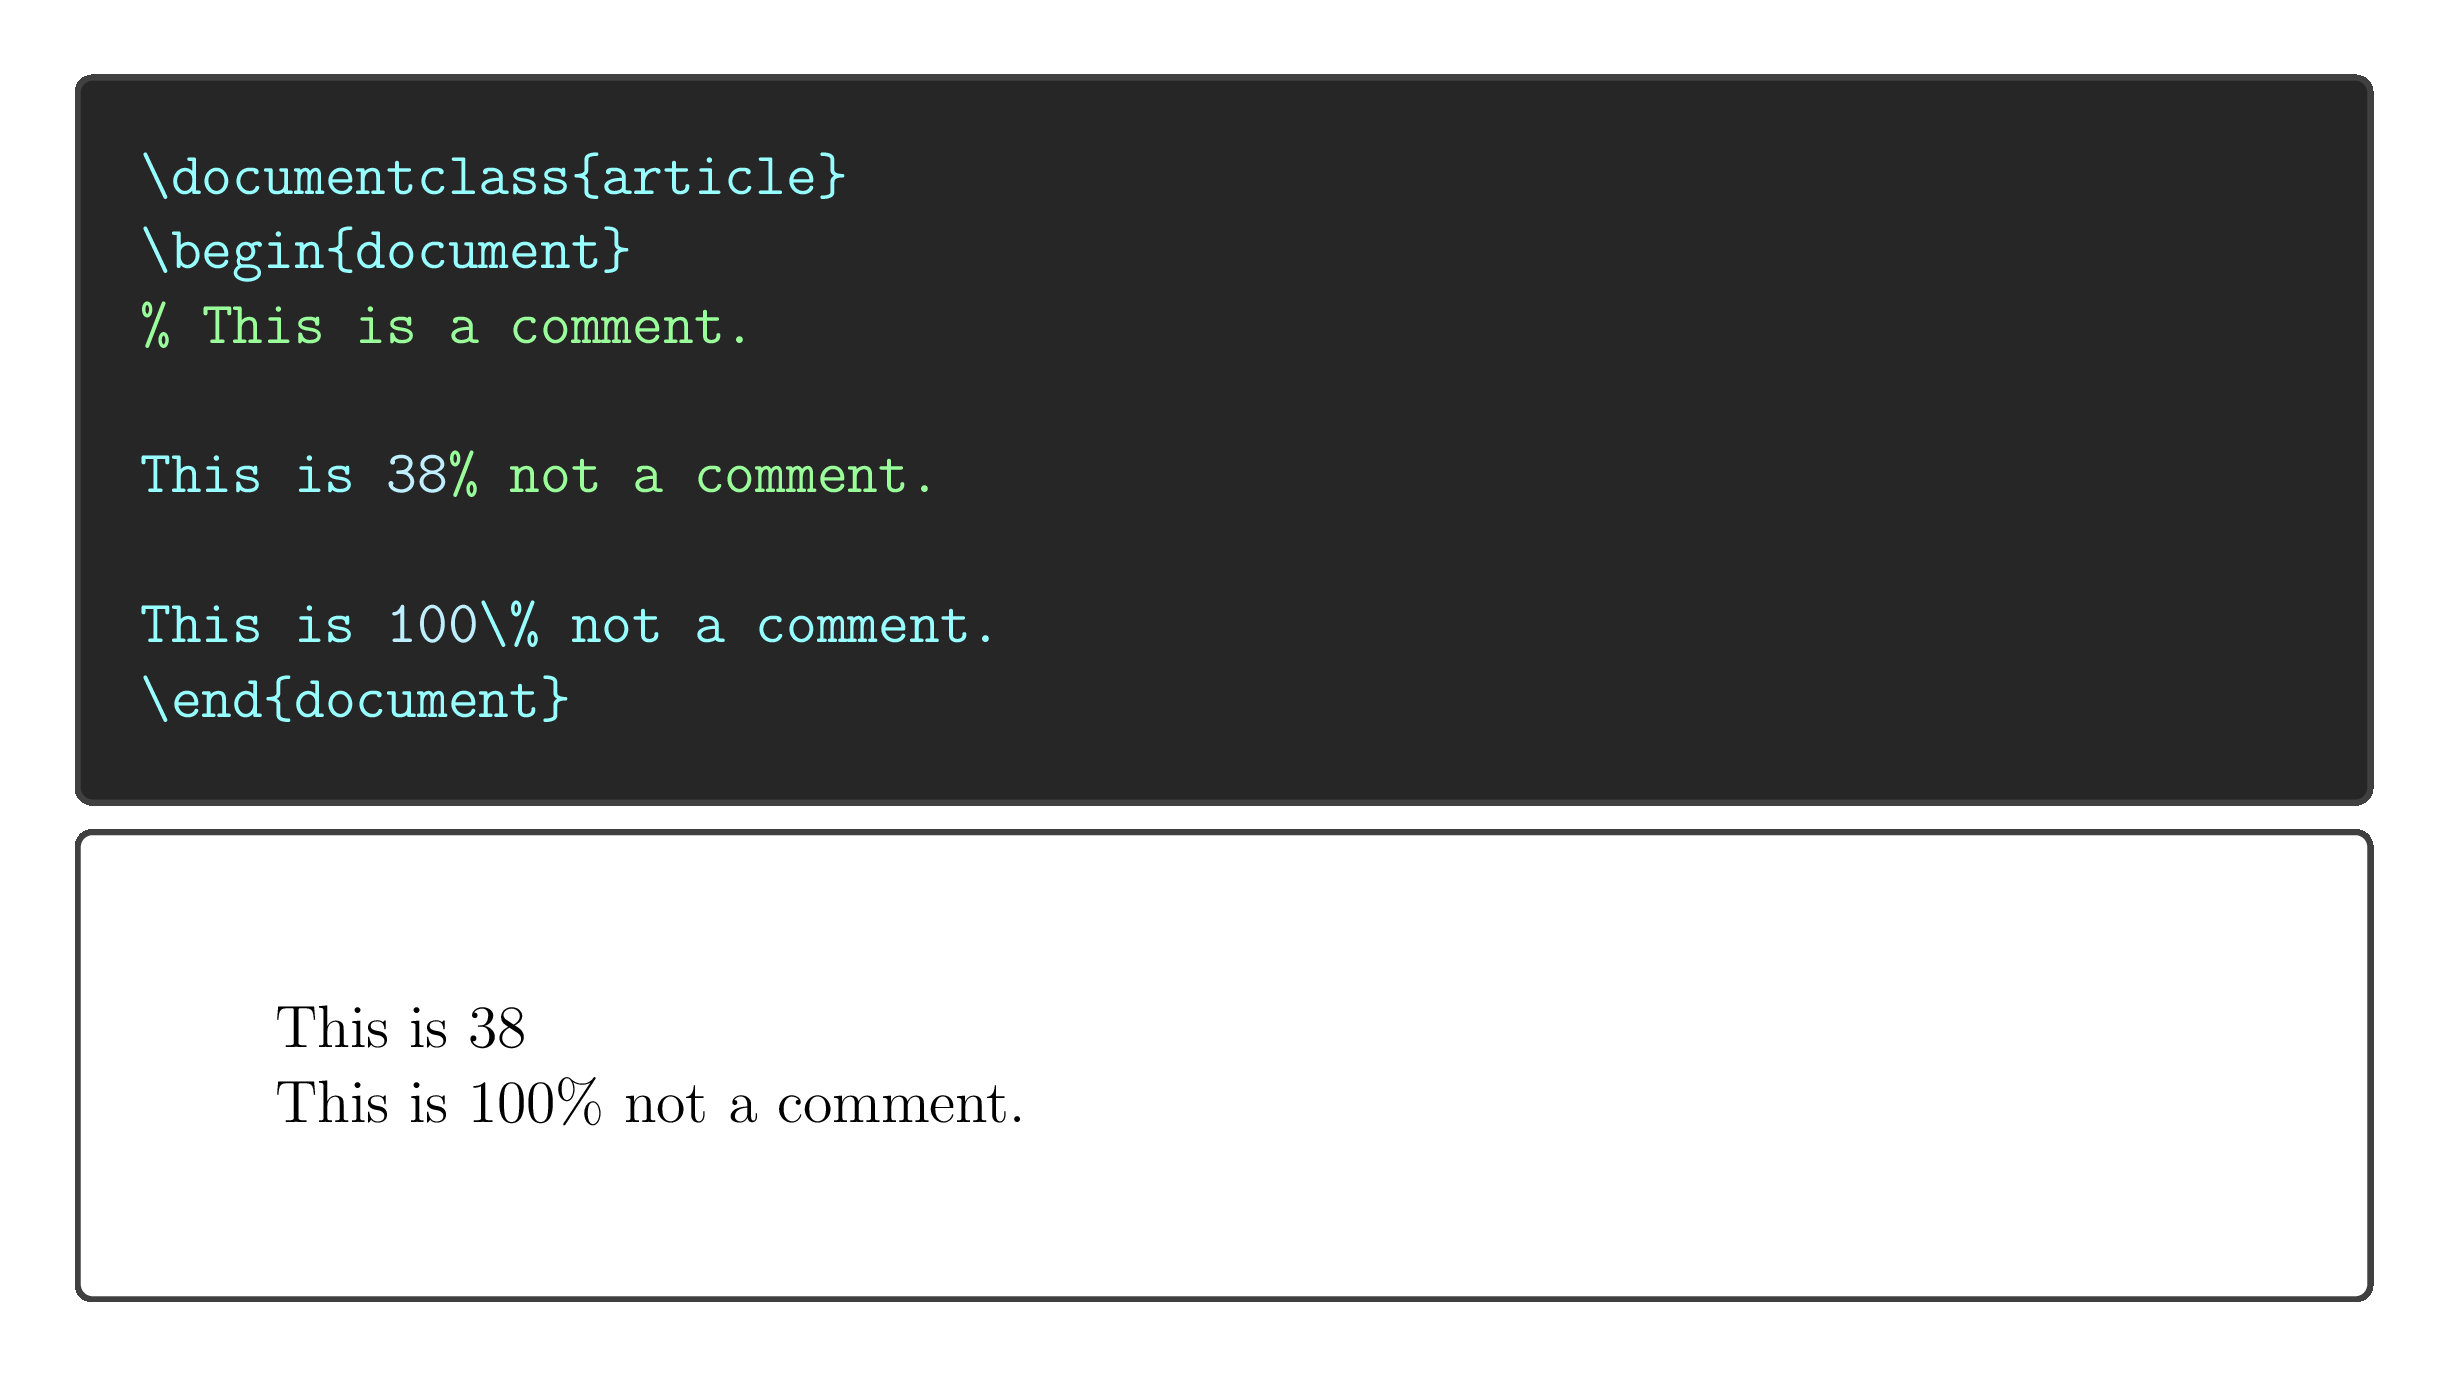 \documentclass{article}
\begin{document}
% This is a comment.
This is 38% not a comment.
This is 100\% not a comment.
\end{document}
This is 38
This is 100% not a comment.